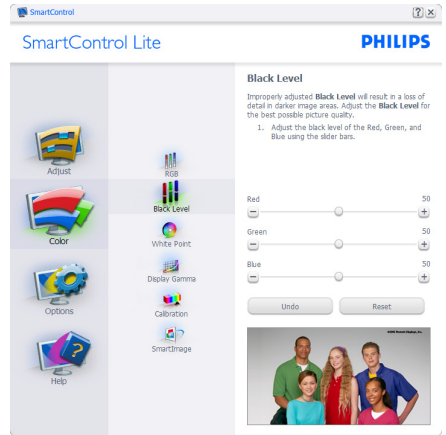 SmartControl
SmartControl Lite
PHILIPS
Adjust
Color
Options
Help
RGB
Black Level
White Point
Display Gamma
Calibration
SmartImage
Black Level
Improperly adjusted Black Level will result in a loss of
detail in darker image areas. Adjust the Black Level for
the best possible picture quality.
1. Adjust the black level of the Red, Green, and
Blue using the slider bars.
Red 50
Green 50
Blue 50
Undo Reset